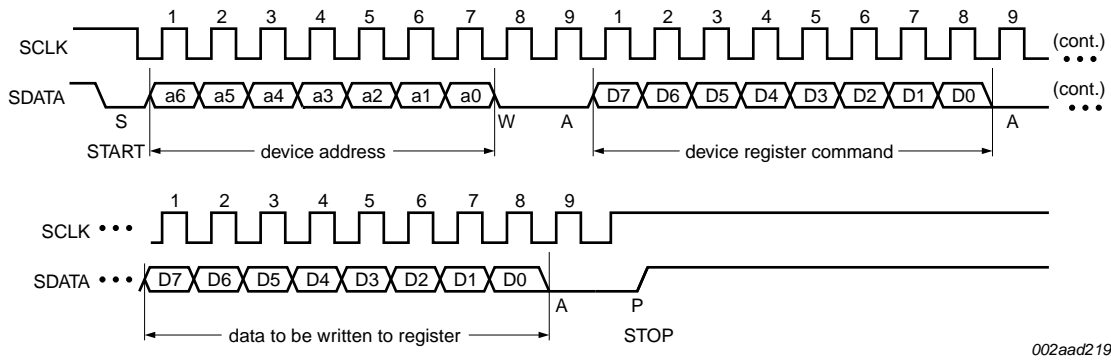 1 2 3 4 5 6 7 8 9 1 2 3 4 5 6 7 8 9
SCLK (cont.)
SDATA a6 a5 a4 a3 a2 a1 a0 D7 D6 D5 D4 D3 D2 D1 D0 (cont.)
S W A A
START device address device register command
1 2 3 4 5 6 7 8 9
SCLK
SDATA D7 D6 D5 D4 D3 D2 D1 D0
A P
data to be written to register STOP
002aad219